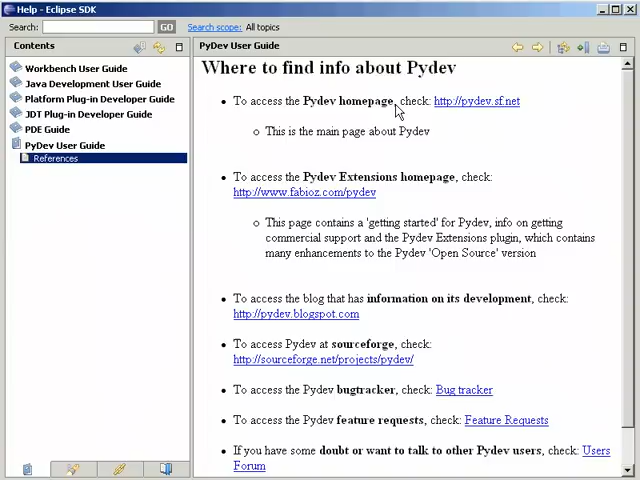 Help - Eclipse SDK
Search: GO Search scope: All topics
Contents
Workbench User Guide
Java Development User Guide
Platform Plug-in Developer Guide
JDT Plug-in Developer Guide
PDE Guide
PyDev User Guide
References
PyDev User Guide
Where to find info about Pydev
To access the Pydev homepage, check: http://pydev.sf.net
This is the main page about Pydev
To access the Pydev Extensions homepage, check:
http://www.fabioz.com/pydev
This page contains a 'getting started' for Pydev, info on getting
commercial support and the Pydev Extensions plugin, which contains
many enhancements to the Pydev 'Open Source' version
To access the blog that has information on its development, check:
http://pydev.blogspot.com
To access Pydev at sourceforge, check:
http://sourceforge.net/projects/pydev/
To access the Pydev bugtracker, check: Bug tracker
To access the Pydev feature requests, check: Feature Requests
If you have some doubt or want to talk to other Pydev users, check: Users
Forum